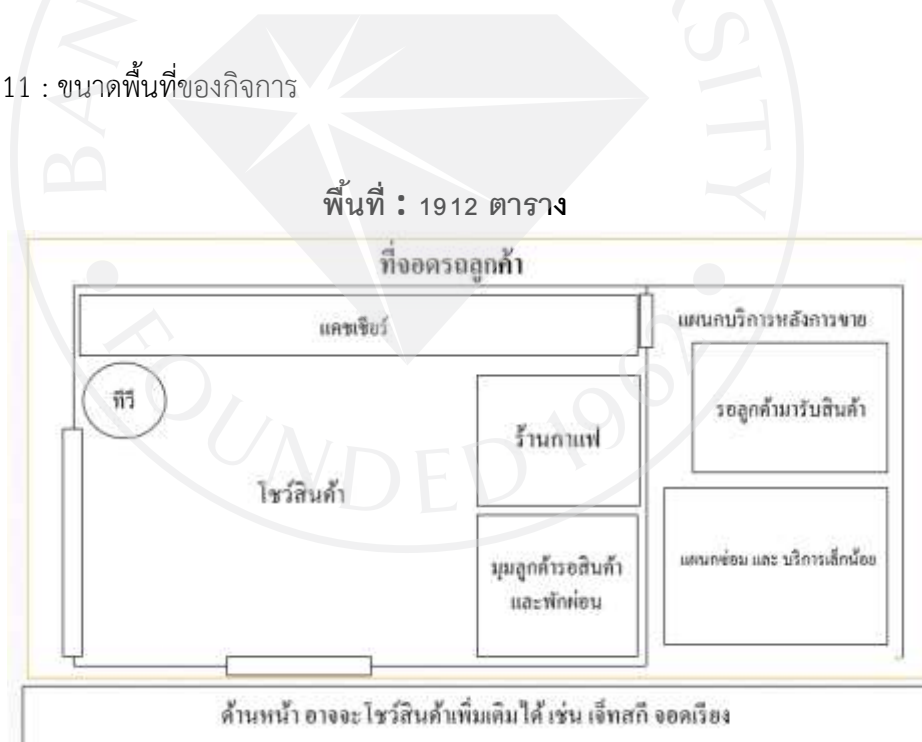 11 : ขนาดพื้นที่ของกิจการ
พื้นที่ : 1912 ตาราง
ที่จอดรถลูกค้า
แคชเชียร์
แผนกบริการหลังการขาย
ทีวี
รอลูกค้ามารับสินค้า
ร้านกาแฟ
โชว์สินค้า
มุมลูกค้ารอสินค้า
และพักผ่อน
แผนกซ่อม และ บริการเล็กน้อย
ด้านหน้า อาจจะโชว์สินค้าเพิ่มเติมได้ เช่น เจ็ทสกี จอดเรียง
FOUNDED 1962